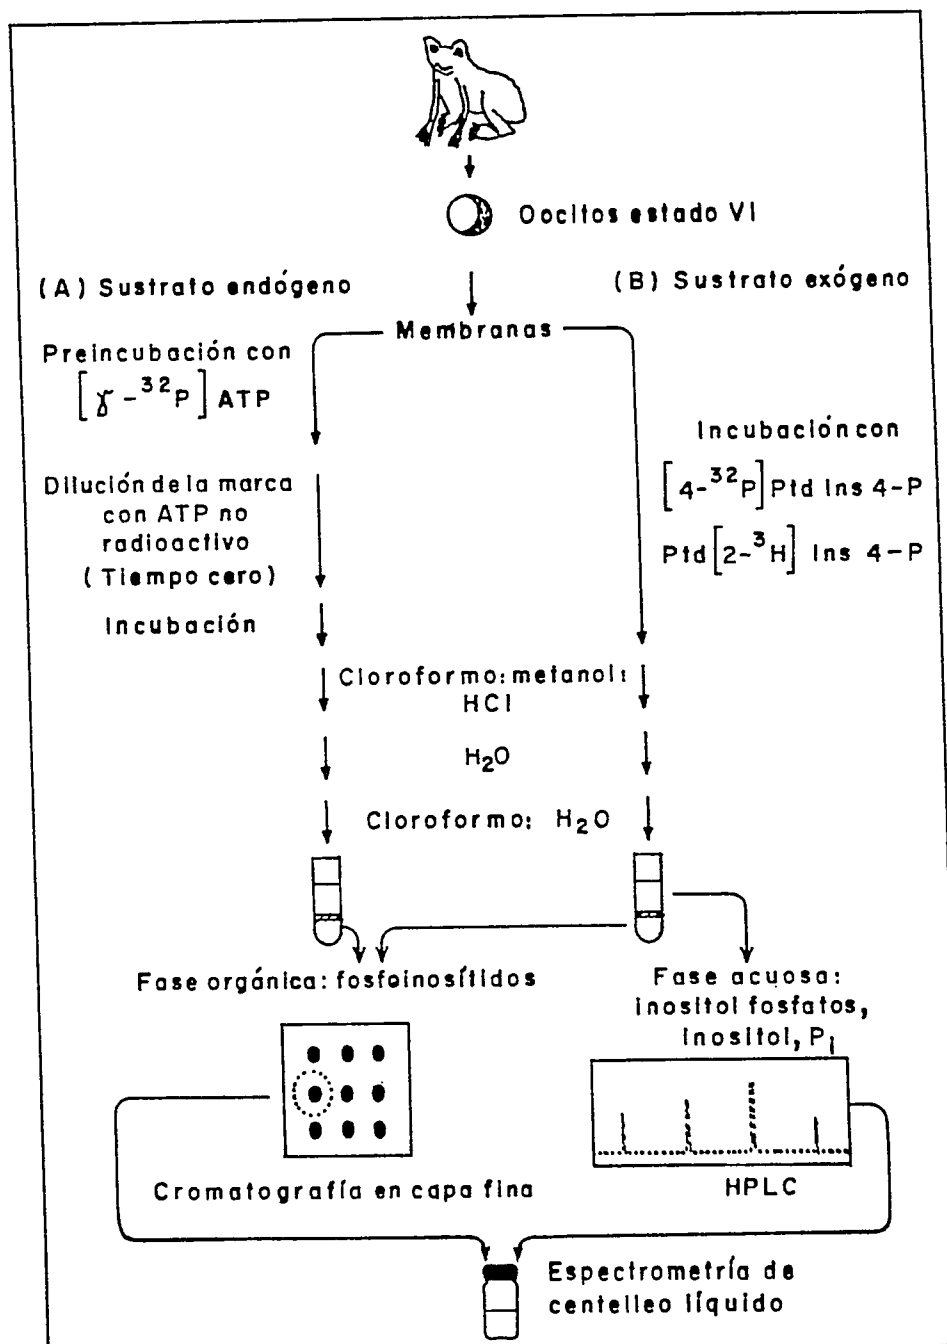 Oocitos estado VI
(A) Sustrato endógeno
(B) Sustrato exógeno
Membranas
Preincubación con
[γ-³²P] ATP
Dilución de la marca
con ATP no
radioactivo
(Tiempo cero)
Incubación
Incubación con
[4-³²P] Ptd Ins 4-P
Ptd [2-³H] Ins 4-P
Cloroformo: metanol:
HCl
H₂O
Cloroformo: H₂O
Fase orgánica: fosfoinosítidos
Fase acuosa:
inositol fosfatos,
inositol, Pᵢ
Cromatografía en capa fina
HPLC
Espectrometría de
centelleo líquido